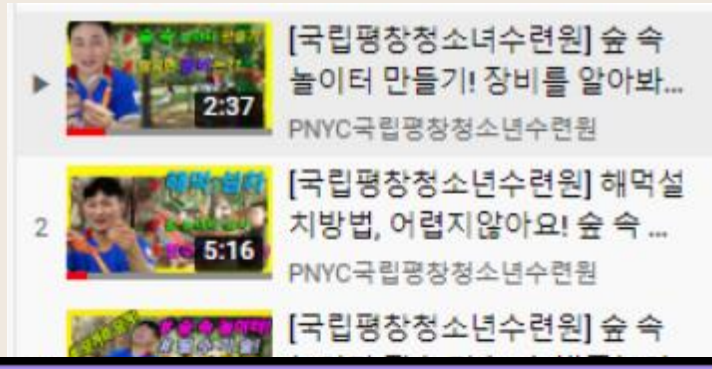 [국립평창청소녀수련원] 숲 속
놀이터 만들기! 장비를 알아봐...
2:37
PNYC국립평창청소년수련원
2
[국립평창청소년수련원] 해먹설
치방법, 어렵지않아요! 숲 속 ...
해먹 설치
5:16
PNYC국립평창청소년수련원
[국립평창청소년수련원] 숲 속